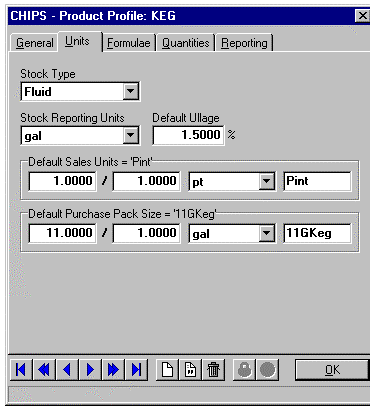 CHIPS - Product Profile: KEG
General Units Formulae Quantities Reporting
Stock Type
Fluid
Stock Reporting Units Default Ullage
gal 1.5000 %
Default Sales Units = 'Pint'
1.0000 / 1.0000 pt Pint
Default Purchase Pack Size = '11GKeg'
11.0000 / 1.0000 gal 11GKeg
OK